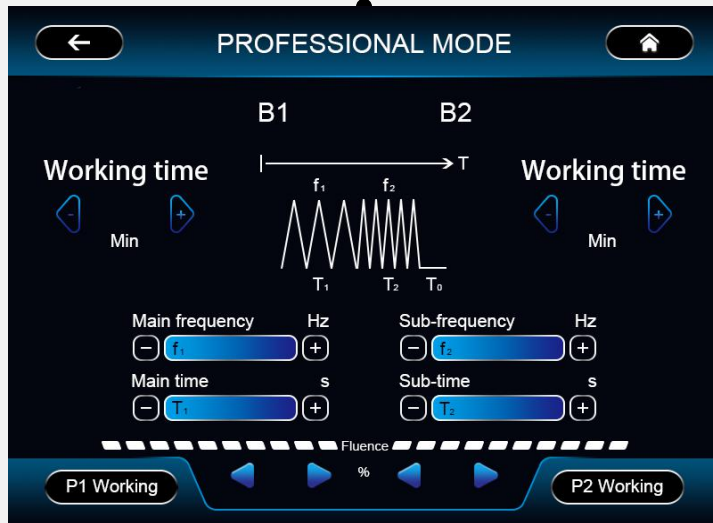 PROFESSIONAL MODE
B1 B2
Working time T Working time
f₁ f₂
- + - +
Min Min
T₁ T₂ T₀
Main frequency Hz Sub-frequency Hz
− f₁ + − f₂ +
Main time s Sub-time s
− T₁ + − T₂ +
Fluence
%
P1 Working P2 Working